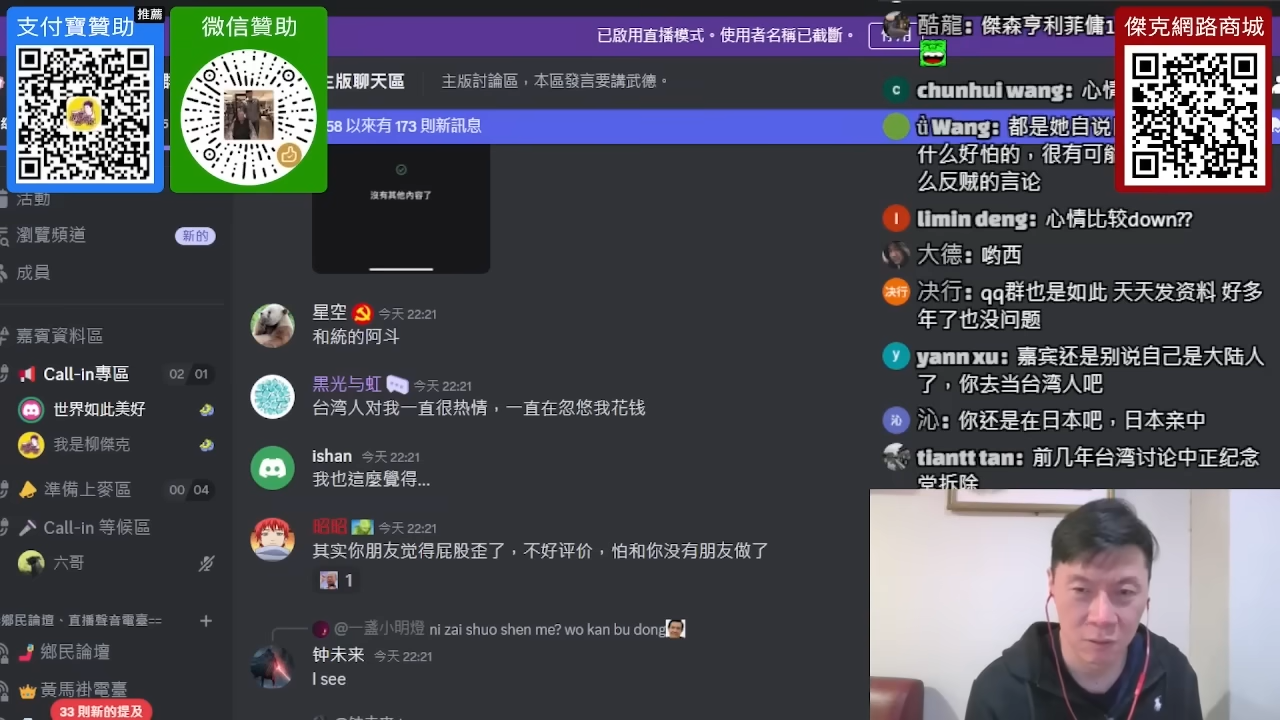 支付寶贊助
推薦
微信贊助
傑克網路商城
已啟用直播模式。使用者名稱已截斷。
主版聊天區
主版討論區，本區發言要講武德。
58 以來有 173 則新訊息
沒有其他內容了
活動
瀏覽頻道
新的
成員
嘉賓資料區
Call-in專區
02 01
世界如此美好
我是柳傑克
準備上麥區
00 04
Call-in 等候區
六哥
鄉民論壇、直播聲音電臺==
鄉民論壇
黃馬褂電臺
33 則新的提及
星空 今天 22:21
和統的阿斗
黑光与虹 今天 22:21
台湾人对我一直很热情，一直在忽悠我花钱
ishan 今天 22:21
我也這麼覺得...
昭昭 今天 22:21
其实你朋友觉得屁股歪了，不好评价，怕和你没有朋友做了
1
@一盞小明燈 ni zai shuo shen me? wo kan bu dong
钟未来 今天 22:21
I see
酷龍: 傑森亨利菲傭1
chunhui wang: 心情
ǜ Wang: 都是她自说
什么好怕的，很有可能
么反贼的言论
limin deng: 心情比较down??
大德: 哟西
决行: qq群也是如此 天天发资料 好多
年了也没问题
yann xu: 嘉宾还是别说自己是大陆人
了，你去当台湾人吧
沁: 你还是在日本吧，日本亲中
tiantt tan: 前几年台湾讨论中正纪念
堂拆除